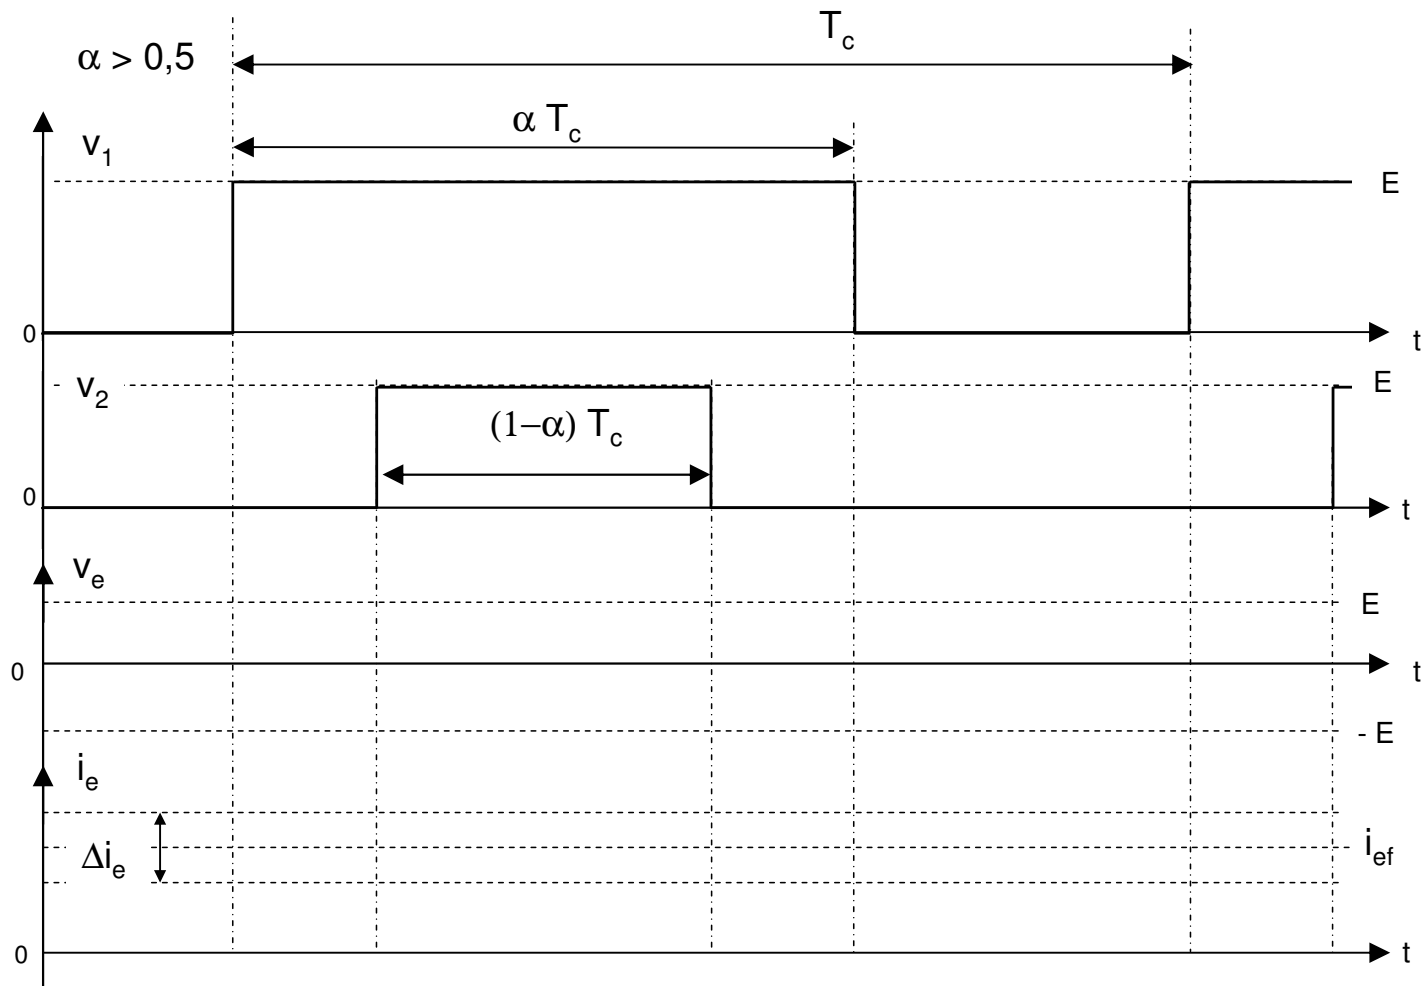 T_c
α > 0,5
α T_c
v_1
E
0
t
v_2
E
(1−α) T_c
0
t
v_e
E
0
t
- E
i_e
Δi_e
i_ef
0
t